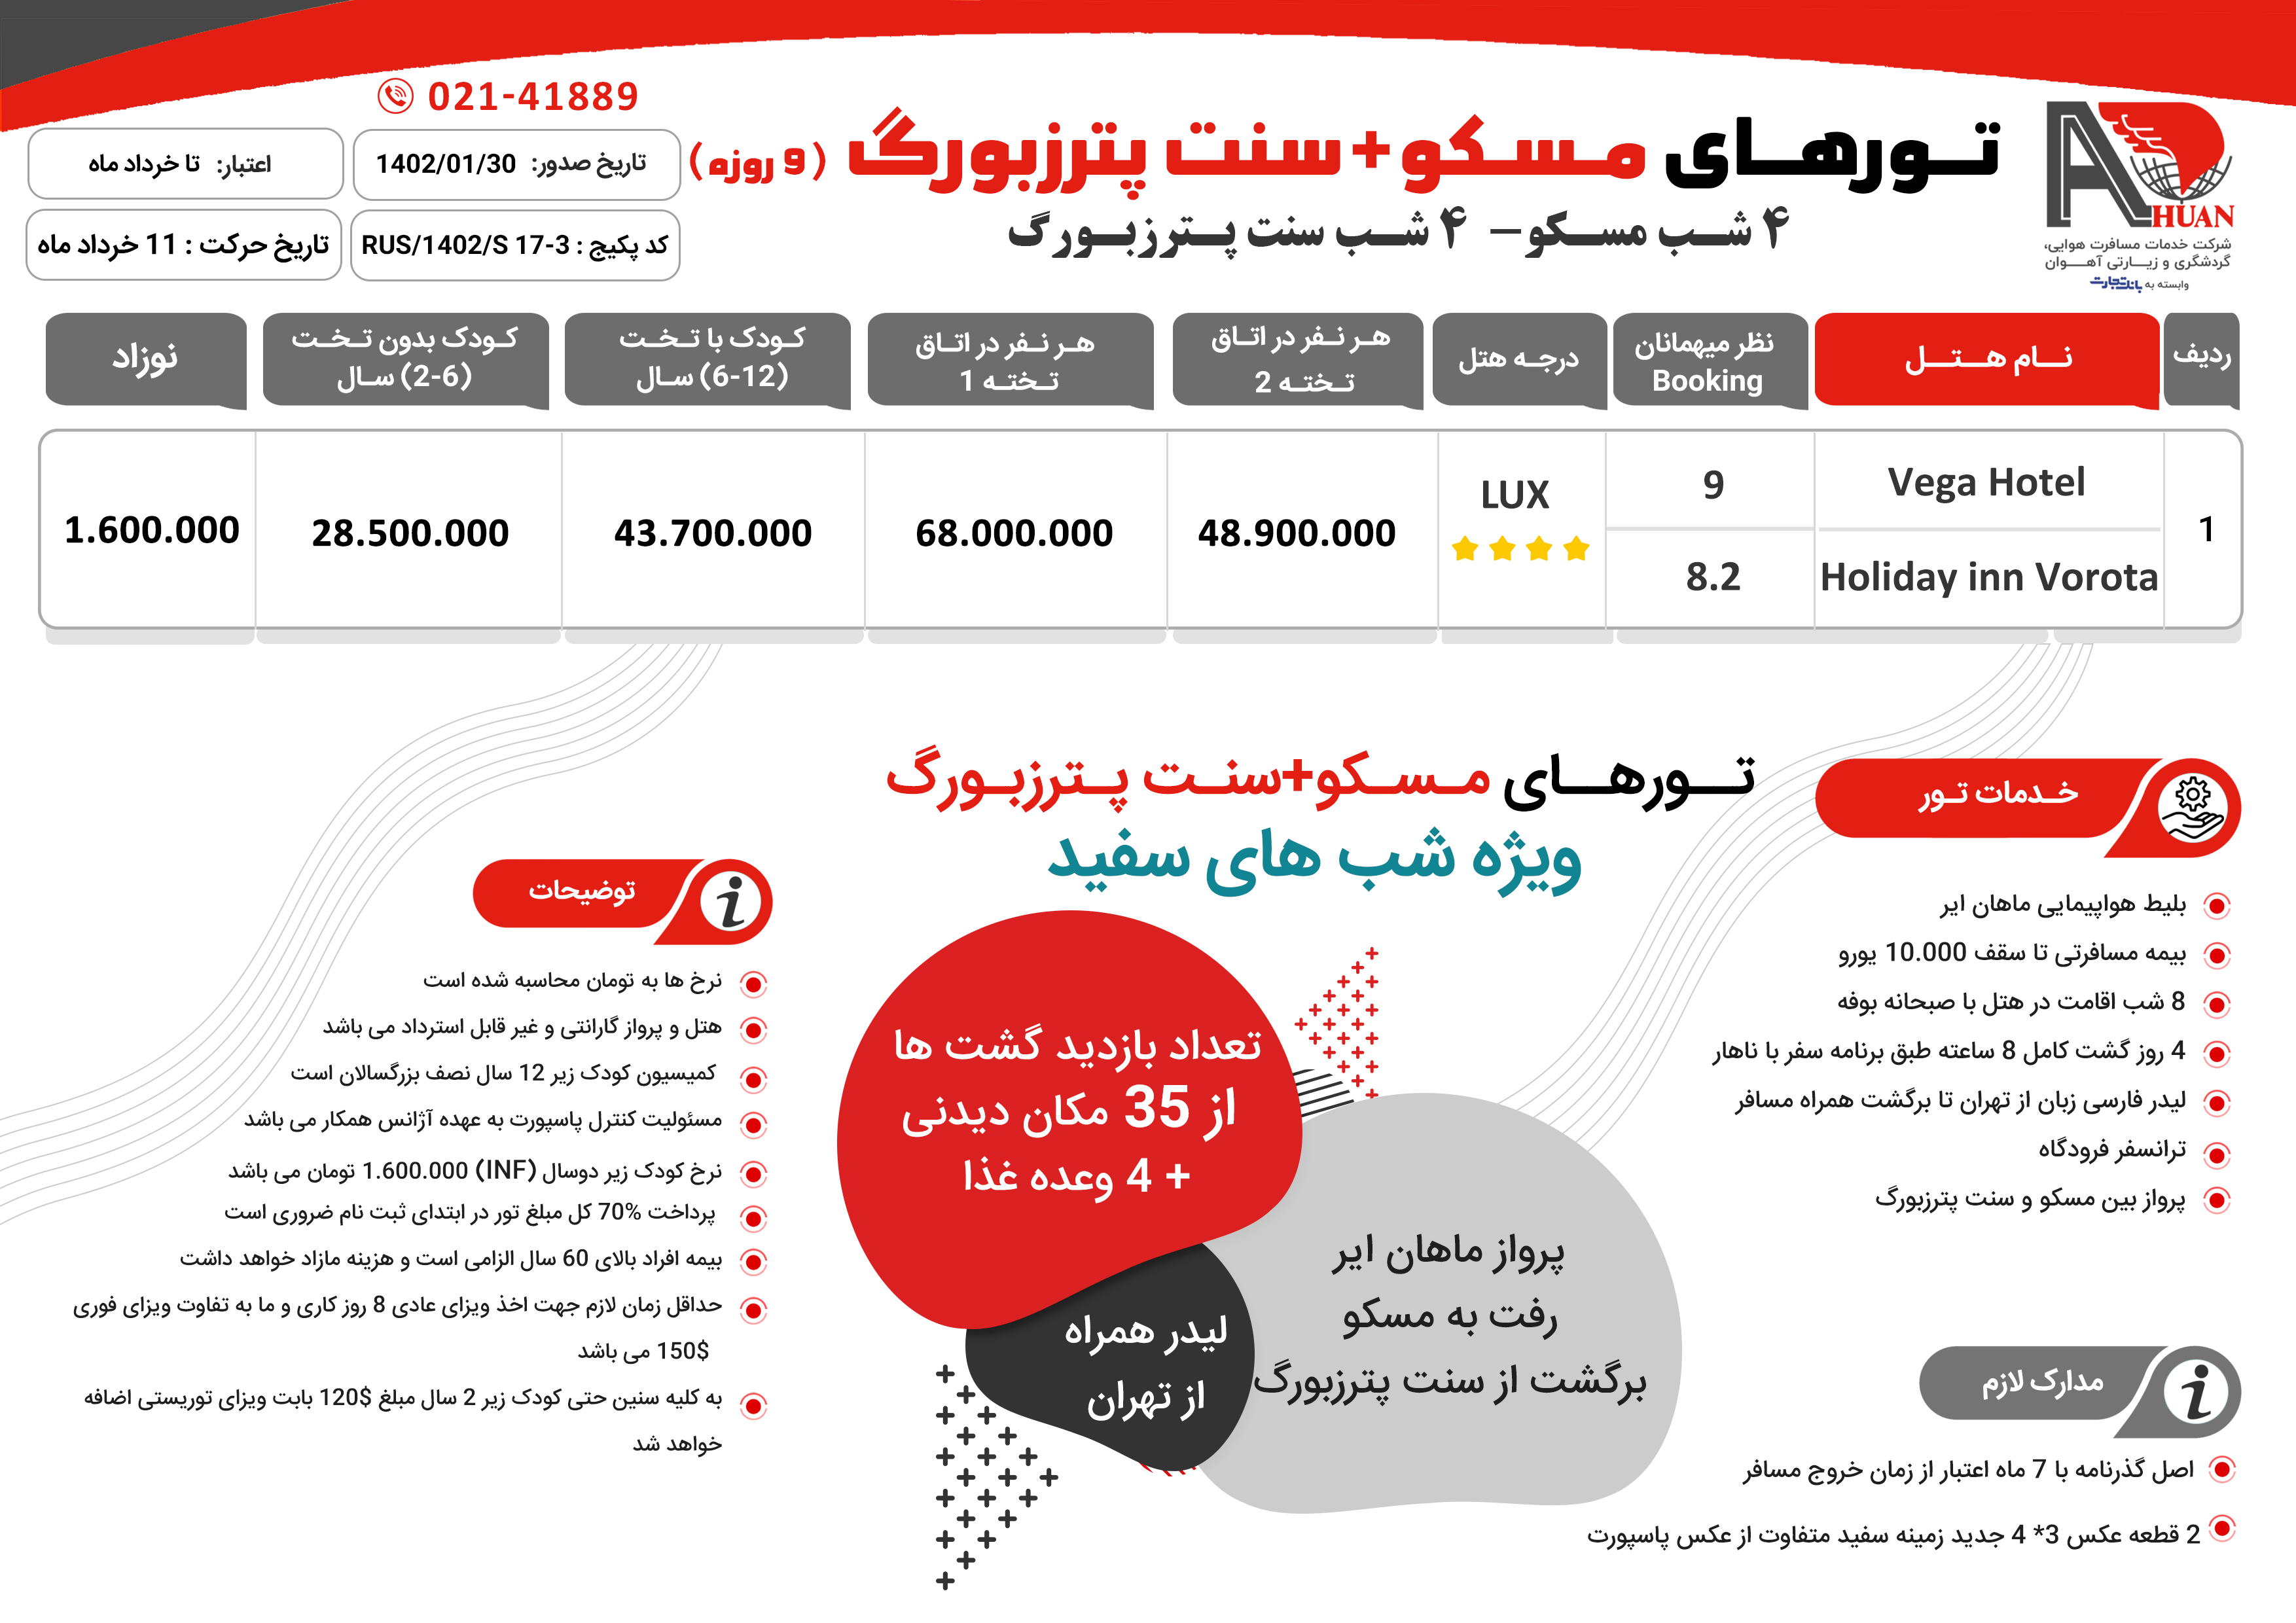 021-41889
تورهای مسکو+سنت پترزبورگ (9 روزه)
۴ شب مسکو – ۴ شب سنت پترزبورگ
تاریخ صدور: 1402/01/30
اعتبار: تا خرداد ماه
کد پکیج : RUS/1402/S 17-3
تاریخ حرکت : 11 خرداد ماه
AHUAN
شرکت خدمات مسافرت هوایی،
گردشگری و زیارتی آهوان
وابسته به بانک تجارت
ردیف
نام هتل
نظر میهمانان
Booking
درجه هتل
هر نفر در اتاق
2 تخته
هر نفر در اتاق
1 تخته
کودک با تخت
(6-12) سال
کودک بدون تخت
(2-6) سال
نوزاد
1
Vega Hotel
9
Holiday inn Vorota
8.2
LUX
48.900.000
68.000.000
43.700.000
28.500.000
1.600.000
تورهای مسکو+سنت پترزبورگ
ویژه شب های سفید
خدمات تور
بلیط هواپیمایی ماهان ایر
بیمه مسافرتی تا سقف 10.000 یورو
8 شب اقامت در هتل با صبحانه بوفه
4 روز گشت کامل 8 ساعته طبق برنامه سفر با ناهار
لیدر فارسی زبان از تهران تا برگشت همراه مسافر
ترانسفر فرودگاه
پرواز بین مسکو و سنت پترزبورگ
مدارک لازم
اصل گذرنامه با 7 ماه اعتبار از زمان خروج مسافر
2 قطعه عکس 3* 4 جدید زمینه سفید متفاوت از عکس پاسپورت
تعداد بازدید گشت ها
از 35 مکان دیدنی
+ 4 وعده غذا
پرواز ماهان ایر
رفت به مسکو
برگشت از سنت پترزبورگ
لیدر همراه
از تهران
توضیحات
نرخ ها به تومان محاسبه شده است
هتل و پرواز گارانتی و غیر قابل استرداد می باشد
کمیسیون کودک زیر 12 سال نصف بزرگسالان است
مسئولیت کنترل پاسپورت به عهده آژانس همکار می باشد
نرخ کودک زیر دوسال (INF) 1.600.000 تومان می باشد
پرداخت 70% کل مبلغ تور در ابتدای ثبت نام ضروری است
بیمه افراد بالای 60 سال الزامی است و هزینه مازاد خواهد داشت
حداقل زمان لازم جهت اخذ ویزای عادی 8 روز کاری و ما به تفاوت ویزای فوری
150$ می باشد
به کلیه سنین حتی کودک زیر 2 سال مبلغ 120$ بابت ویزای توریستی اضافه
خواهد شد